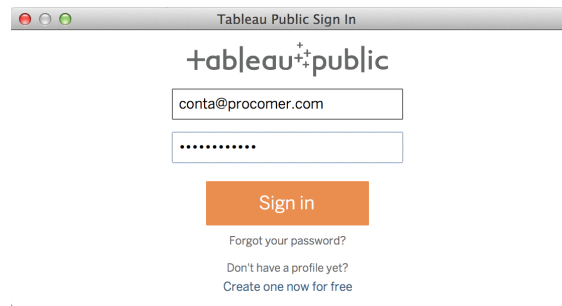 Tableau Public Sign In
+ableau public
conta@procomer.com
••••••••••••
Sign in
Forgot your password?
Don't have a profile yet?
Create one now for free